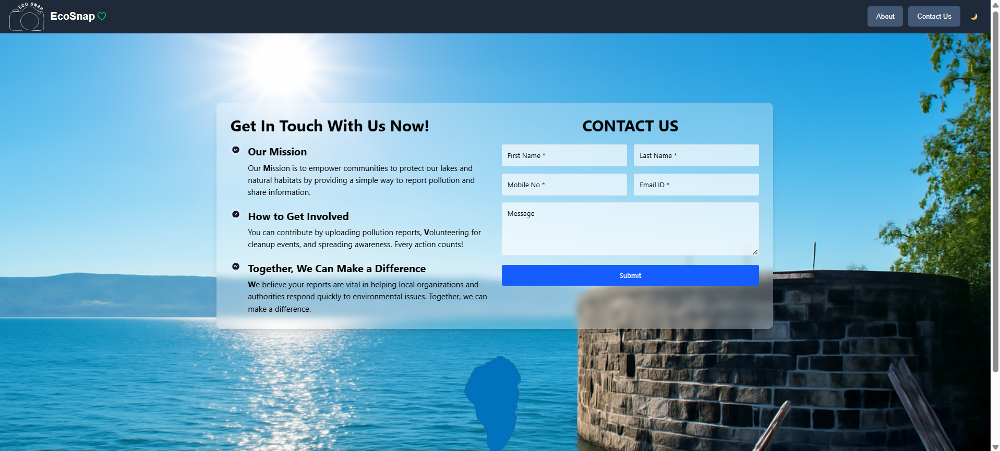 ECO SNAP
EcoSnap
About
Contact Us
Get In Touch With Us Now!
M
Our Mission
Our Mission is to empower communities to protect our lakes and
natural habitats by providing a simple way to report pollution and
share information.
V
How to Get Involved
You can contribute by uploading pollution reports, Volunteering for
cleanup events, and spreading awareness. Every action counts!
W
Together, We Can Make a Difference
We believe your reports are vital in helping local organizations and
authorities respond quickly to environmental issues. Together, we can
make a difference.
CONTACT US
First Name *
Last Name *
Mobile No *
Email ID *
Message
Submit